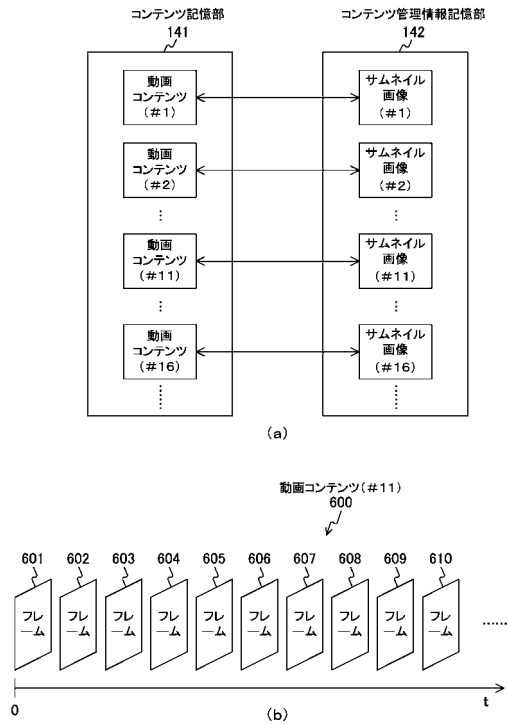 コンテンツ記憶部
141
コンテンツ管理情報記憶部
142
動画
コンテンツ
(#1)
サムネイル
画像
(#1)
動画
コンテンツ
(#2)
サムネイル
画像
(#2)
動画
コンテンツ
(#11)
サムネイル
画像
(#11)
動画
コンテンツ
(#16)
サムネイル
画像
(#16)
(a)
動画コンテンツ(#11)
600
601 602 603 604 605 606 607 608 609 610
フレーム フレーム フレーム フレーム フレーム フレーム フレーム フレーム フレーム フレーム ……
0 t
(b)